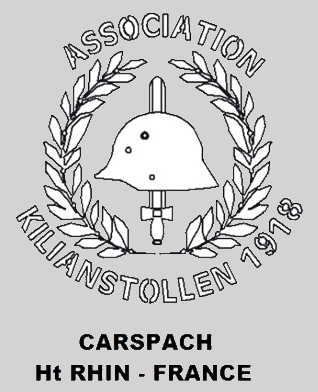 ASSOCIATION
KILIANSTOLLEN 1918
CARSPACH
Ht RHIN - FRANCE